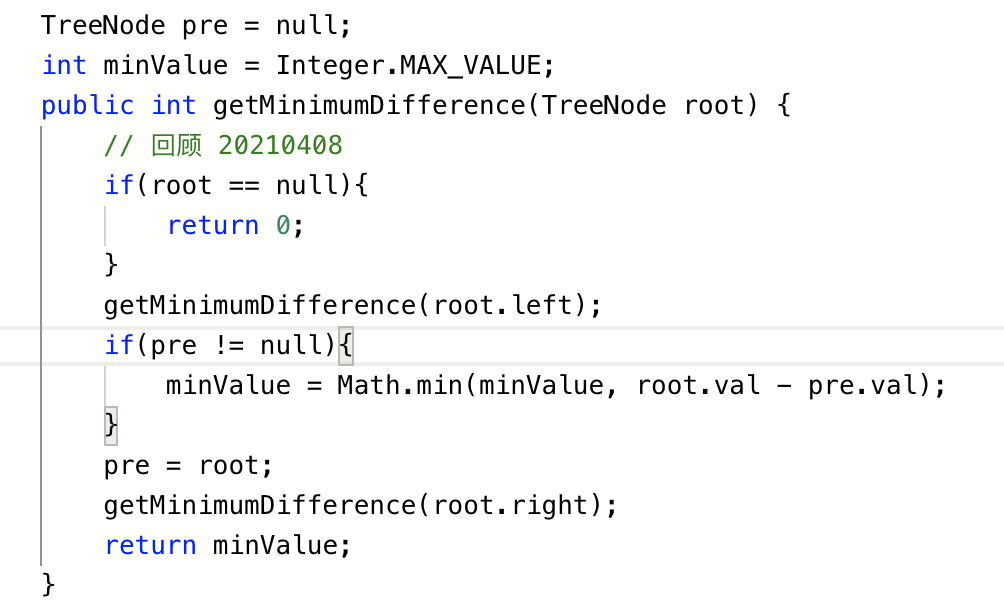 TreeNode pre = null;
int minValue = Integer.MAX_VALUE;
public int getMinimumDifference(TreeNode root) {
// 回顾 20210408
if(root == null){
return 0;
}
getMinimumDifference(root.left);
if(pre != null){
minValue = Math.min(minValue, root.val - pre.val);
}
pre = root;
getMinimumDifference(root.right);
return minValue;
}